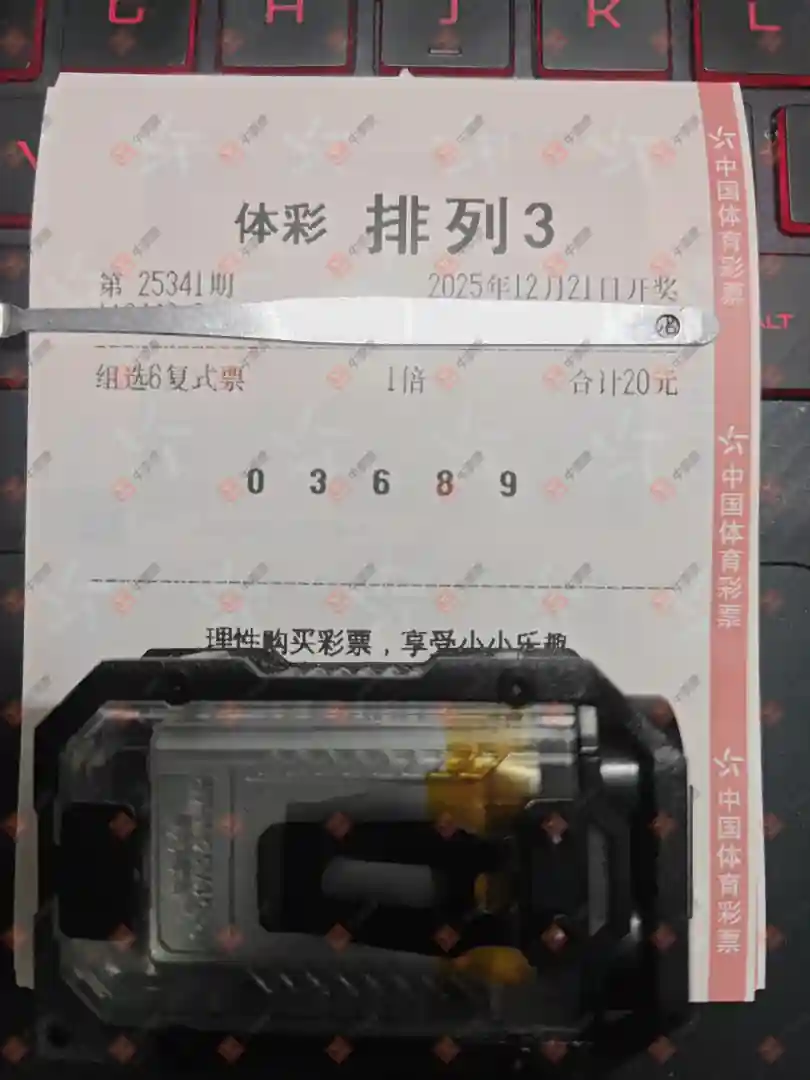 G H J K L
体彩 排列3
第 25341期 2025年12月21日开奖
组选6复式票 1倍 合计20元
0 3 6 8 9
理性购买彩票，享受小小乐趣
中国体育彩票
中国体育彩票
中国体育彩票
ALT